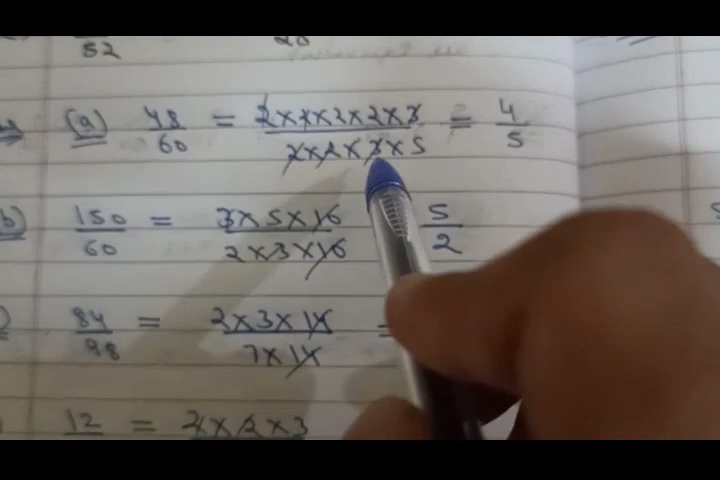 52 20
(a) 48/60 = 2×2×2×2×3/2×2×3×5 = 4/5
b) 150/60 = 3×5×10/2×3×10 5/2
) 84/98 = 2×3×14/7×14 =
) 12 = 2×2×3